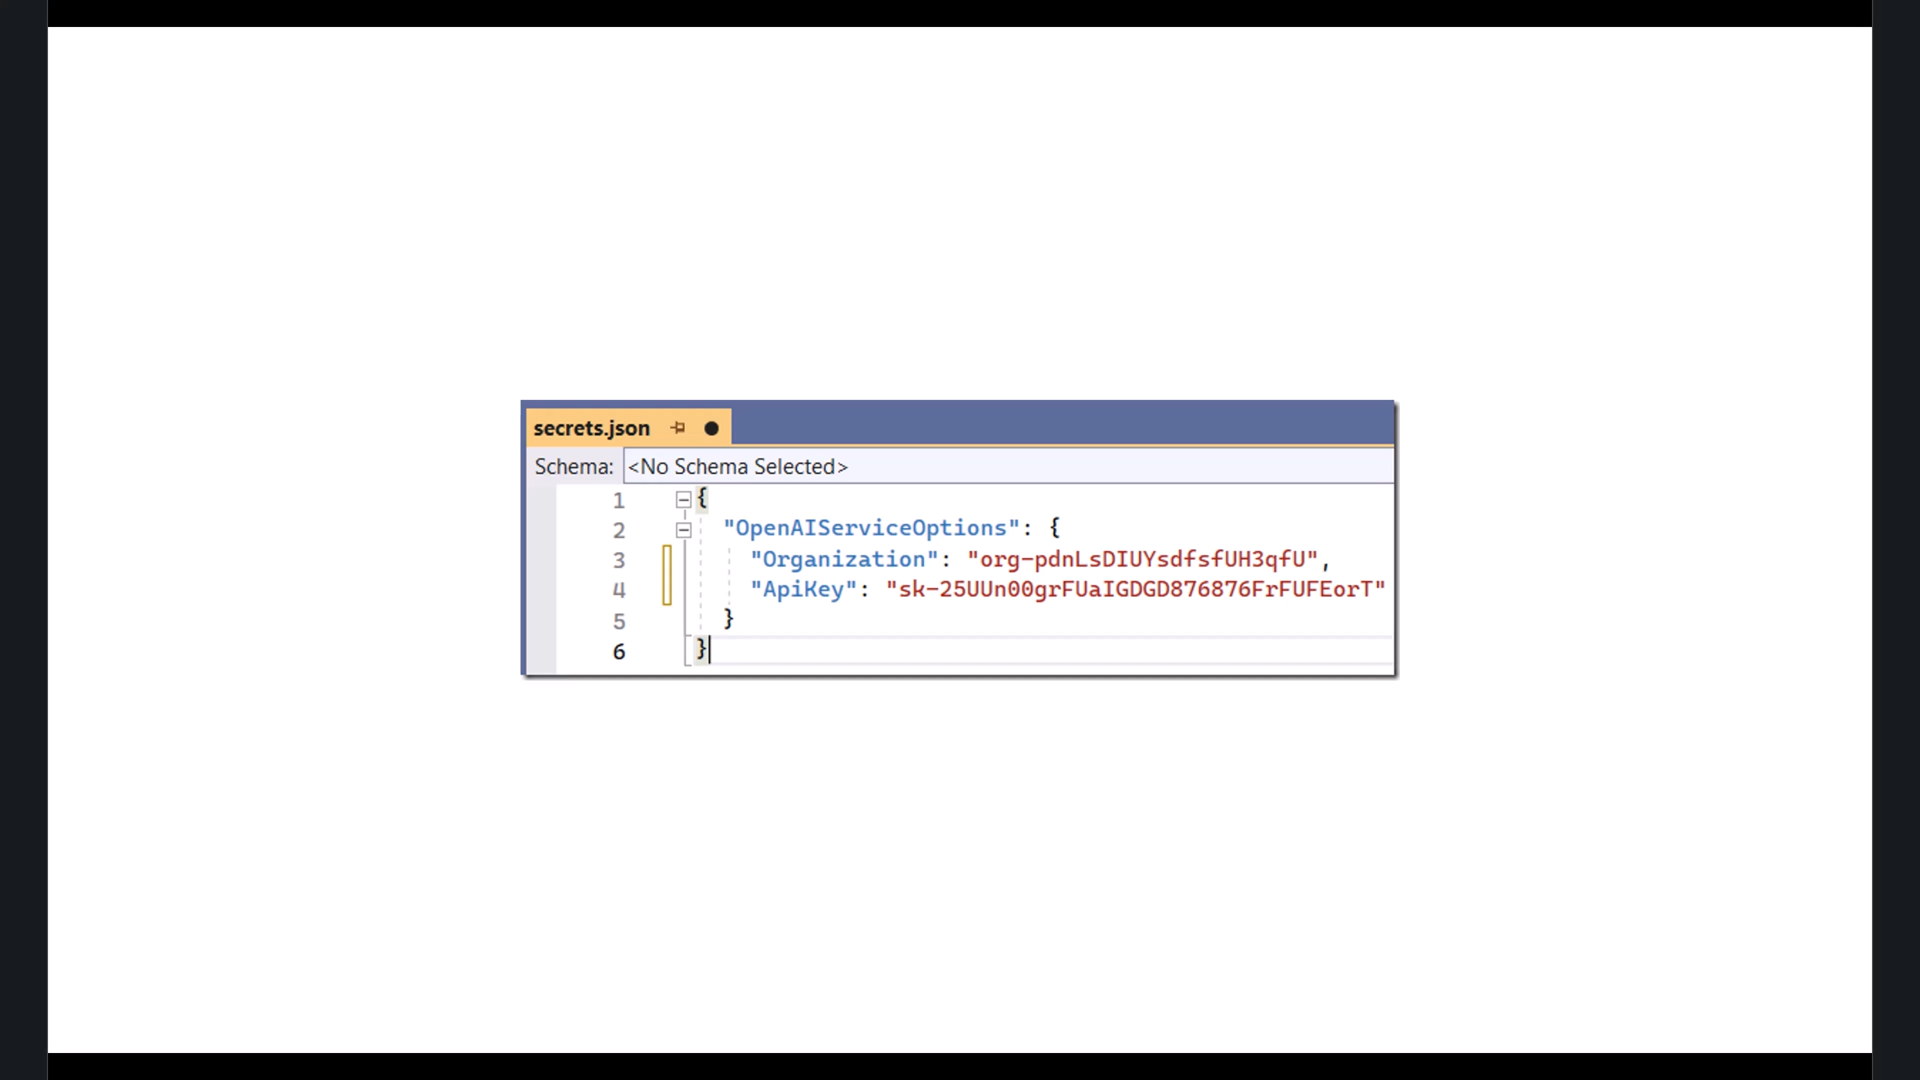 secrets.json
Schema: <No Schema Selected>
1 {
2 "OpenAIServiceOptions": {
3 "Organization": "org-pdnLsDIUYsdfsfUH3qfU",
4 "ApiKey": "sk-25UUn00grFUaIGDGD876876FrFUFEorT"
5 }
6 }